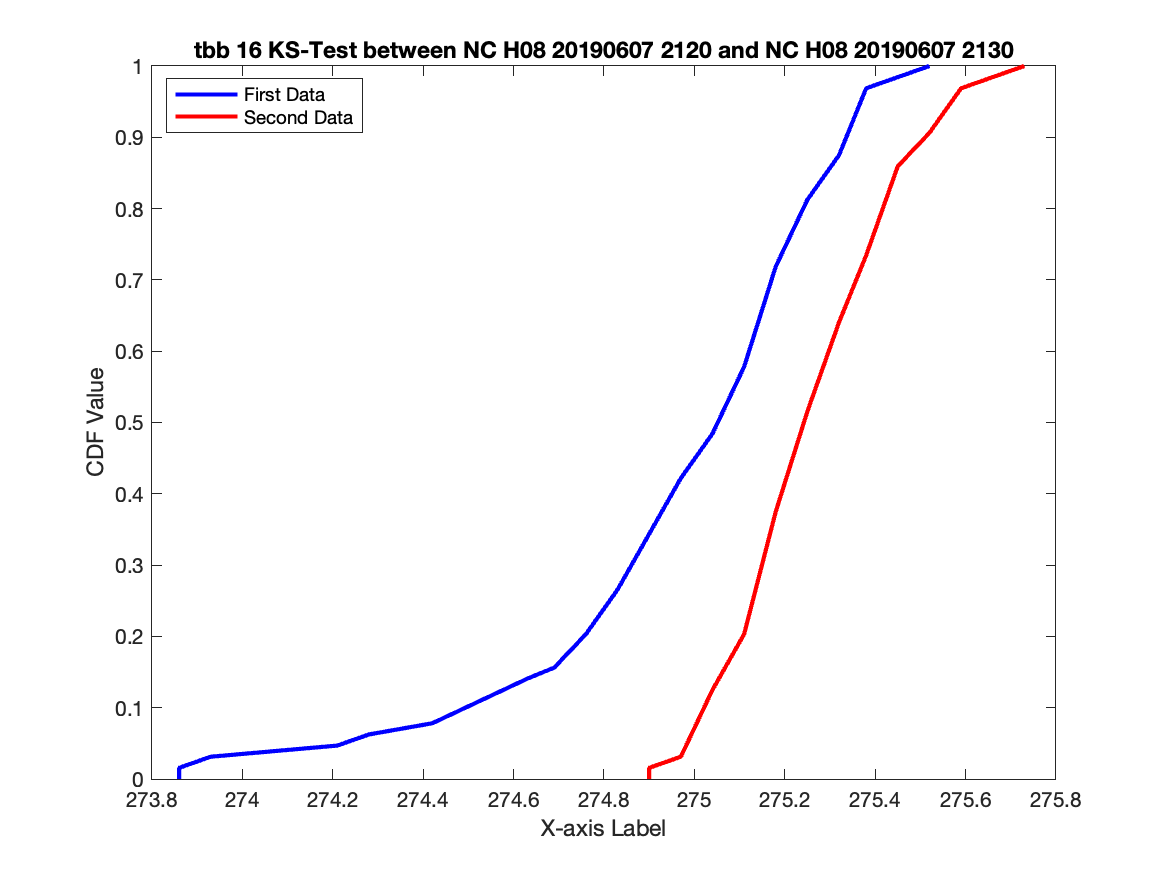 tbb 16 KS-Test between NC H08 20190607 2120 and NC H08 20190607 2130
First Data
Second Data
1
0.9
0.8
0.7
0.6
0.5
0.4
0.3
0.2
0.1
0
CDF Value
273.8 274 274.2 274.4 274.6 274.8 275 275.2 275.4 275.6 275.8
X-axis Label